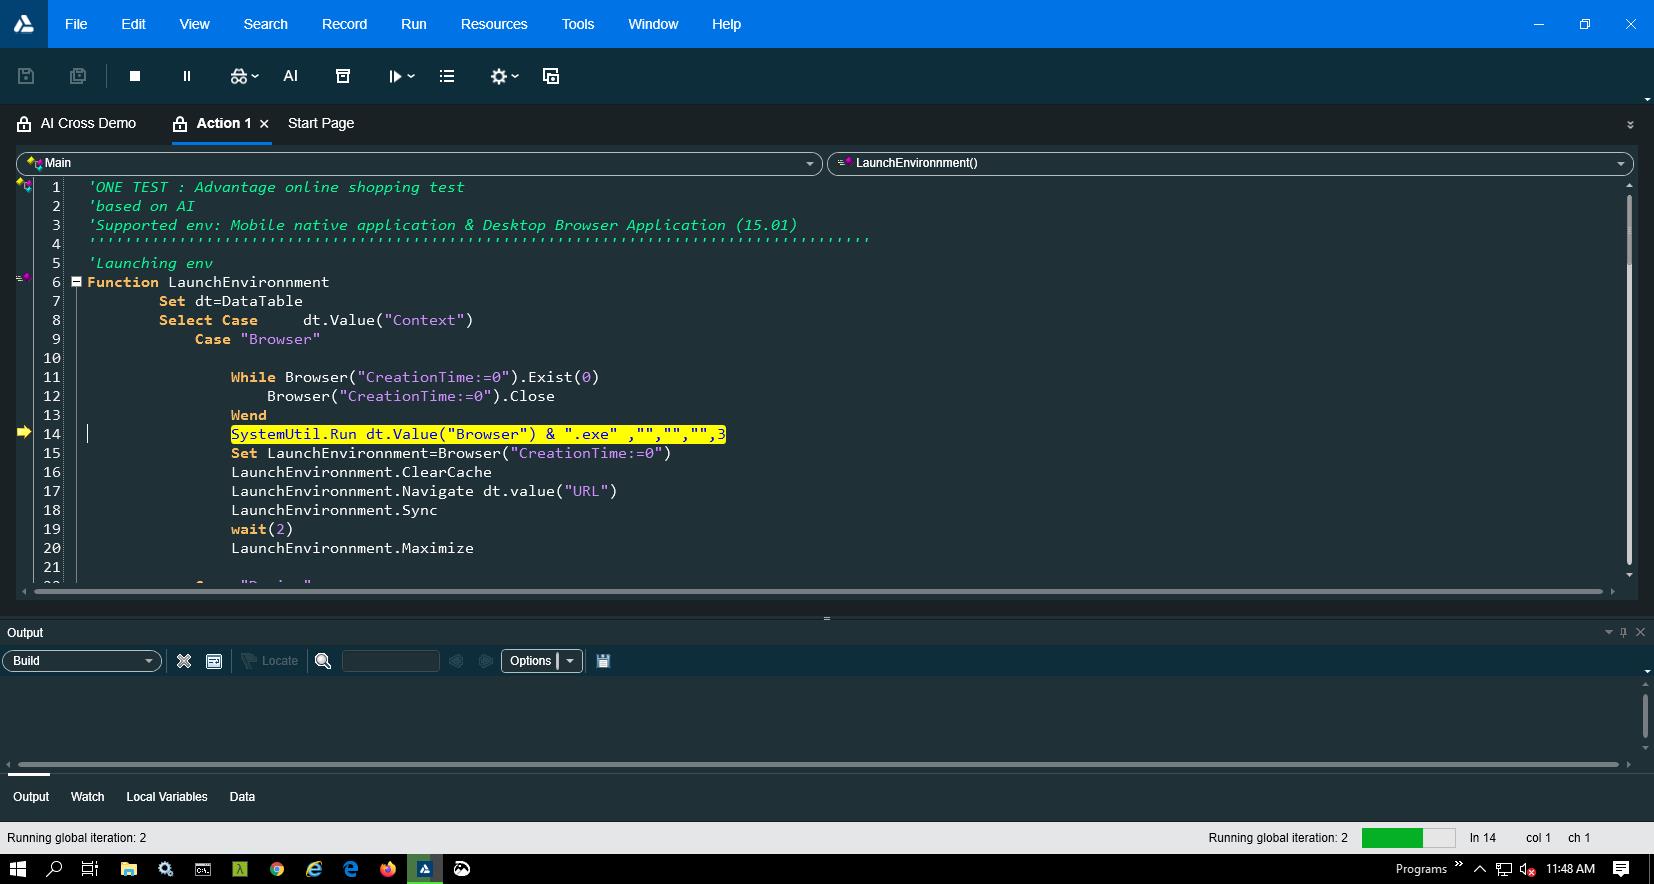 File Edit View Search Record Run Resources Tools Window Help
AI
AI Cross Demo Action 1 Start Page
Main LaunchEnvironnment()
1 'ONE TEST : Advantage online shopping test
2 'based on AI
3 'Supported env: Mobile native application & Desktop Browser Application (15.01)
4 '''''''''''''''''''''''''''''''''''''''''''''''''''''''''''''''''''''''''''''''''''''''
5 'Launching env
6 Function LaunchEnvironnment
7 Set dt=DataTable
8 Select Case dt.Value("Context")
9 Case "Browser"
10
11 While Browser("CreationTime:=0").Exist(0)
12 Browser("CreationTime:=0").Close
13 Wend
14 SystemUtil.Run dt.Value("Browser") & ".exe" ,"","","",3
15 Set LaunchEnvironnment=Browser("CreationTime:=0")
16 LaunchEnvironnment.ClearCache
17 LaunchEnvironnment.Navigate dt.value("URL")
18 LaunchEnvironnment.Sync
19 wait(2)
20 LaunchEnvironnment.Maximize
21
Output
Build Locate Options
Output Watch Local Variables Data
Running global iteration: 2 Running global iteration: 2 ln 14 col 1 ch 1
Programs 11:48 AM